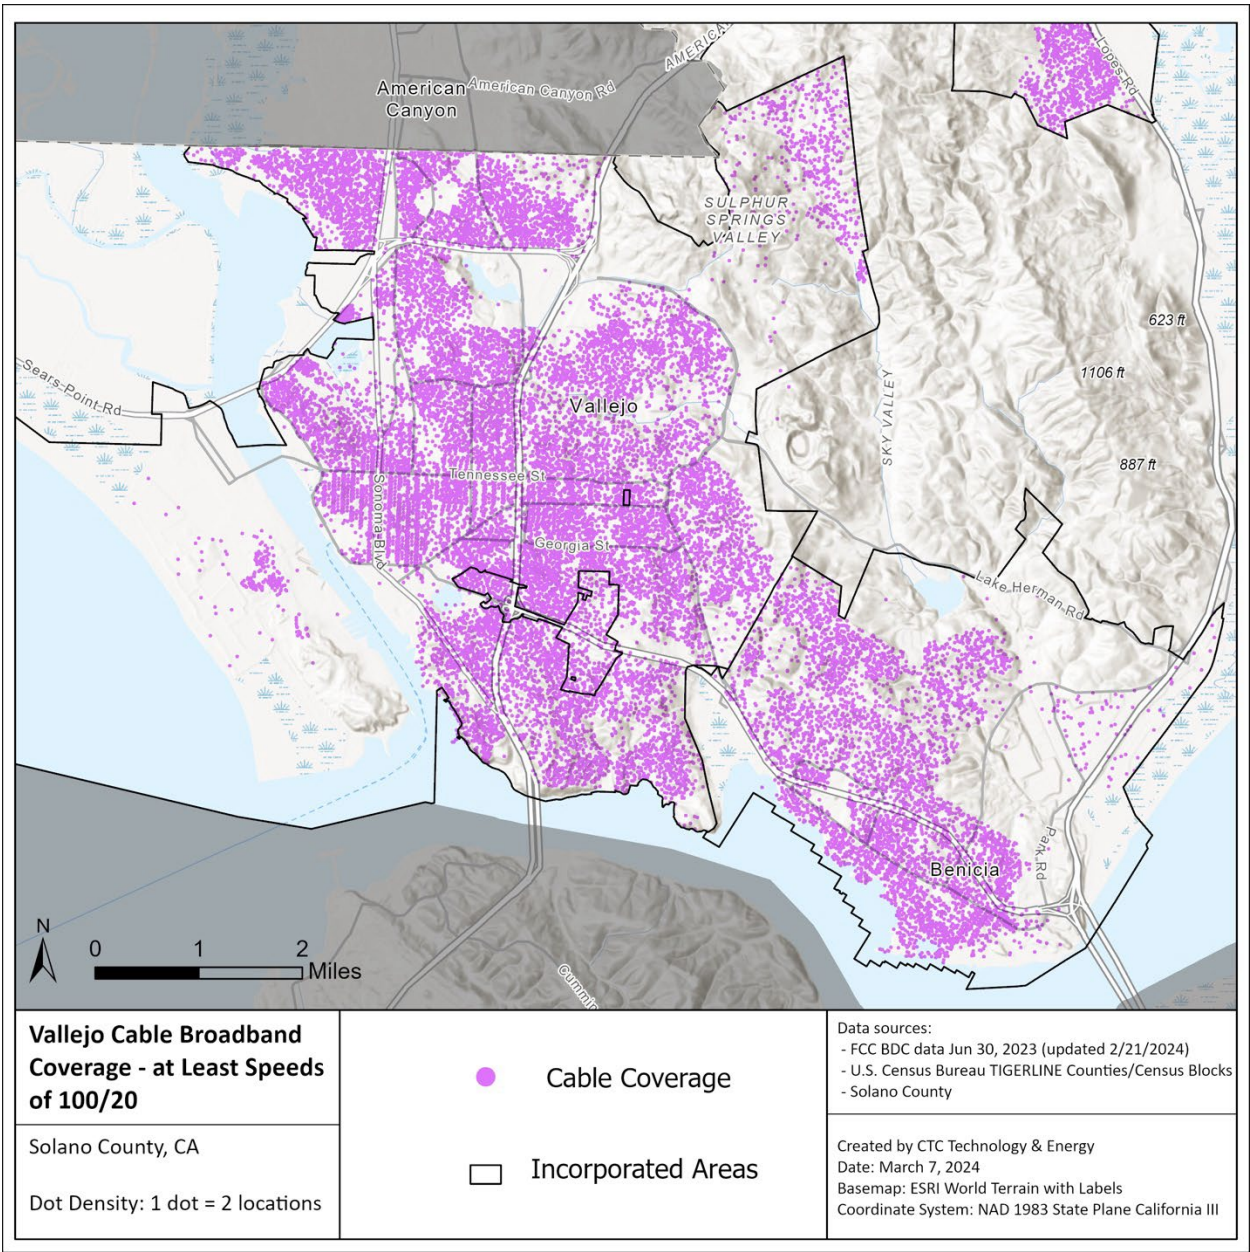 AMERICA
Lopes Rd
American
Canyon
American Canyon Rd
SULPHUR
SPRINGS
VALLEY
623 ft
1106 ft
Sears Point Rd
Vallejo
SKY VALLEY
887 ft
Tennessee St
Sonoma Blvd
Georgia St
Lake Herman Rd
Park Rd
Benicia
N
0 1 2
Miles
Cummin
Vallejo Cable Broadband
Coverage - at Least Speeds
of 100/20
Solano County, CA
Dot Density: 1 dot = 2 locations
Cable Coverage
Incorporated Areas
Data sources:
- FCC BDC data Jun 30, 2023 (updated 2/21/2024)
- U.S. Census Bureau TIGERLINE Counties/Census Blocks
- Solano County
Created by CTC Technology & Energy
Date: March 7, 2024
Basemap: ESRI World Terrain with Labels
Coordinate System: NAD 1983 State Plane California III